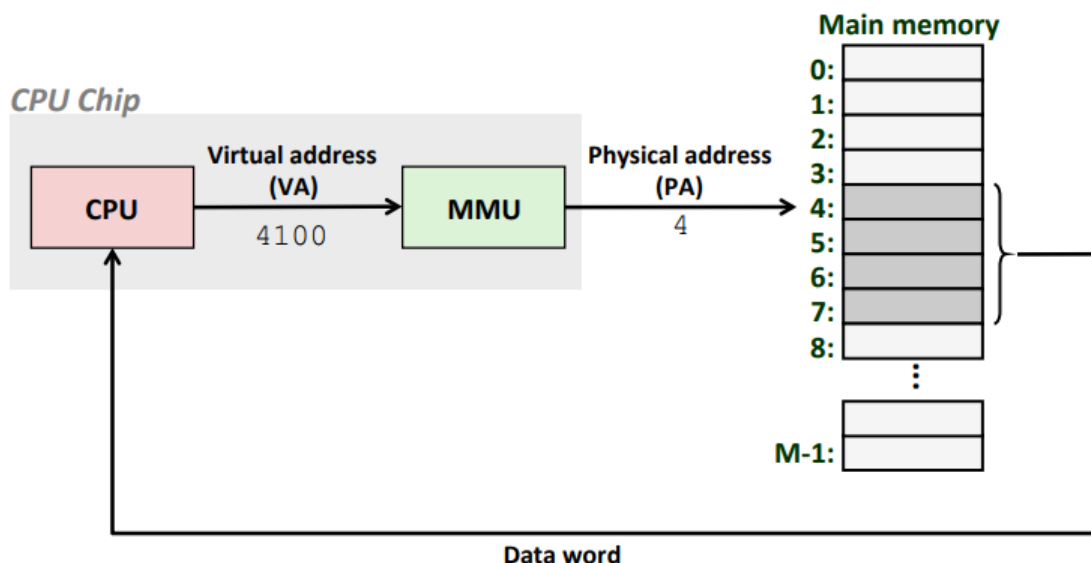 Main memory
CPU Chip
Virtual address
(VA)
Physical address
(PA)
CPU
4100
MMU
4
0:
1:
2:
3:
4:
5:
6:
7:
8:
...
M-1:
Data word